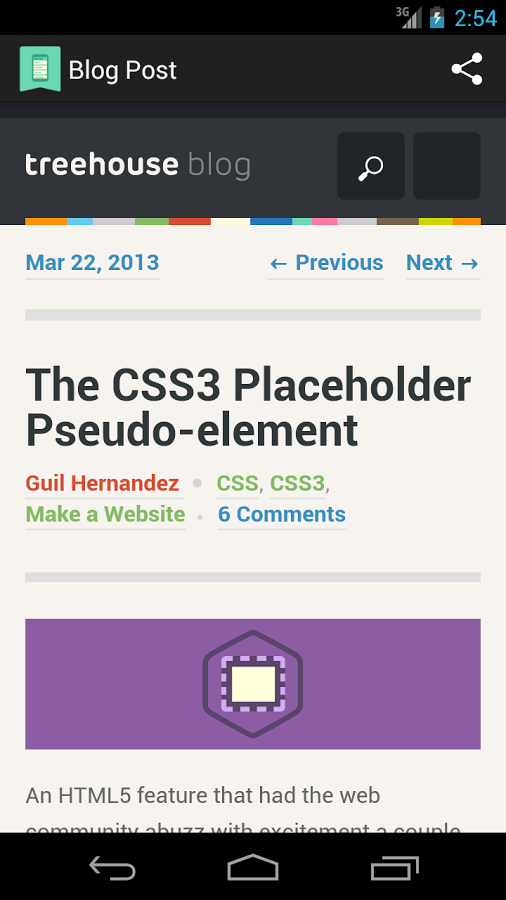 3G 2:54
Blog Post
treehouse blog
Mar 22, 2013 ← Previous Next →
The CSS3 Placeholder
Pseudo-element
Guil Hernandez • CSS, CSS3,
Make a Website • 6 Comments
An HTML5 feature that had the web
community abuzz with excitement a couple